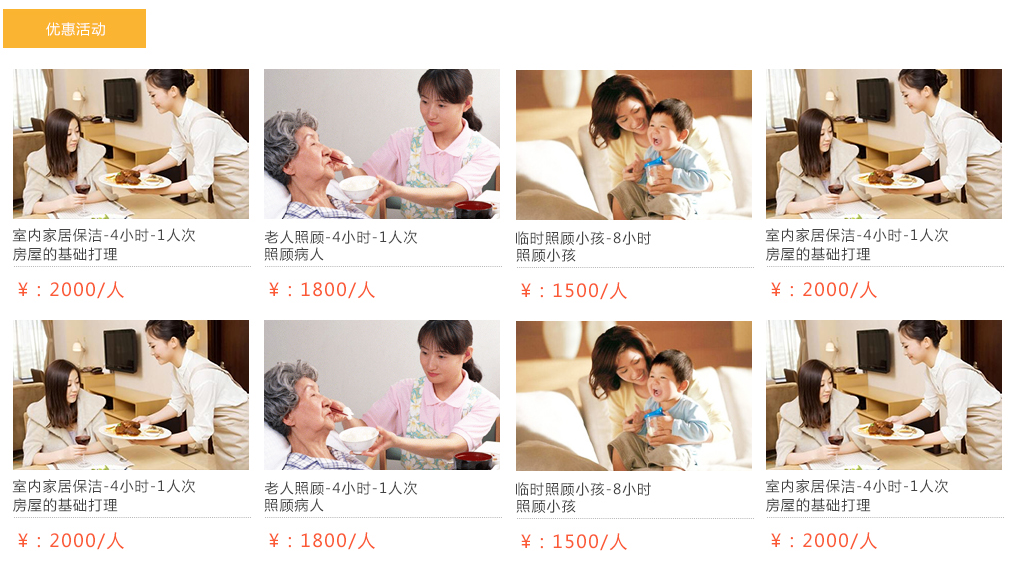 优惠活动
室内家居保洁-4小时-1人次
房屋的基础打理
¥：2000/人
老人照顾-4小时-1人次
照顾病人
¥：1800/人
临时照顾小孩-8小时
照顾小孩
¥：1500/人
室内家居保洁-4小时-1人次
房屋的基础打理
¥：2000/人
室内家居保洁-4小时-1人次
房屋的基础打理
¥：2000/人
老人照顾-4小时-1人次
照顾病人
¥：1800/人
临时照顾小孩-8小时
照顾小孩
¥：1500/人
室内家居保洁-4小时-1人次
房屋的基础打理
¥：2000/人